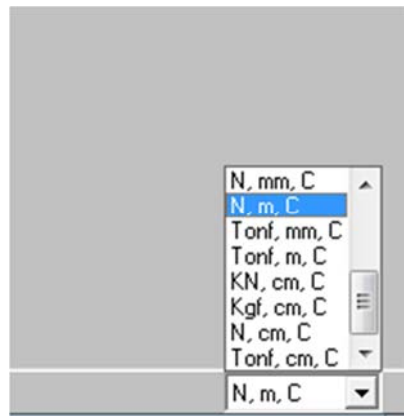 N, mm, C
N, m, C
Tonf, mm, C
Tonf, m, C
KN, cm, C
Kgf, cm, C
N, cm, C
Tonf, cm, C
N, m, C